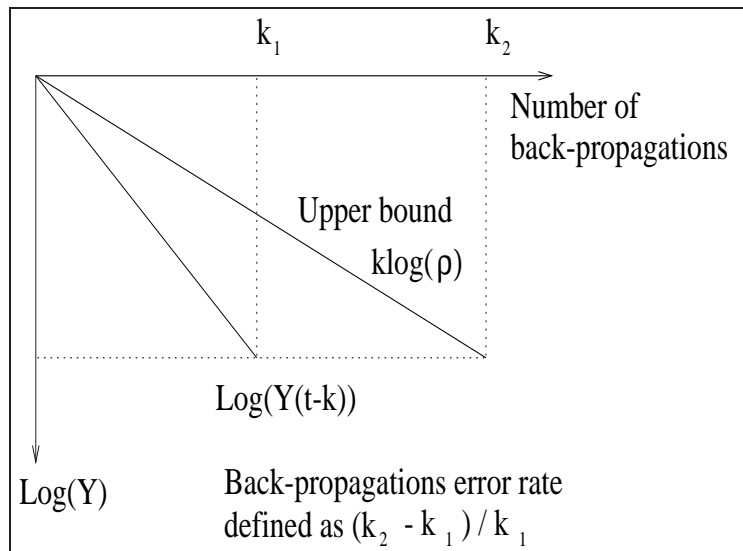 k₁
k₂
Number of
back-propagations
Upper bound
klog(ρ)
Log(Y(t-k))
Log(Y)
Back-propagations error rate
defined as (k₂ - k₁) / k₁